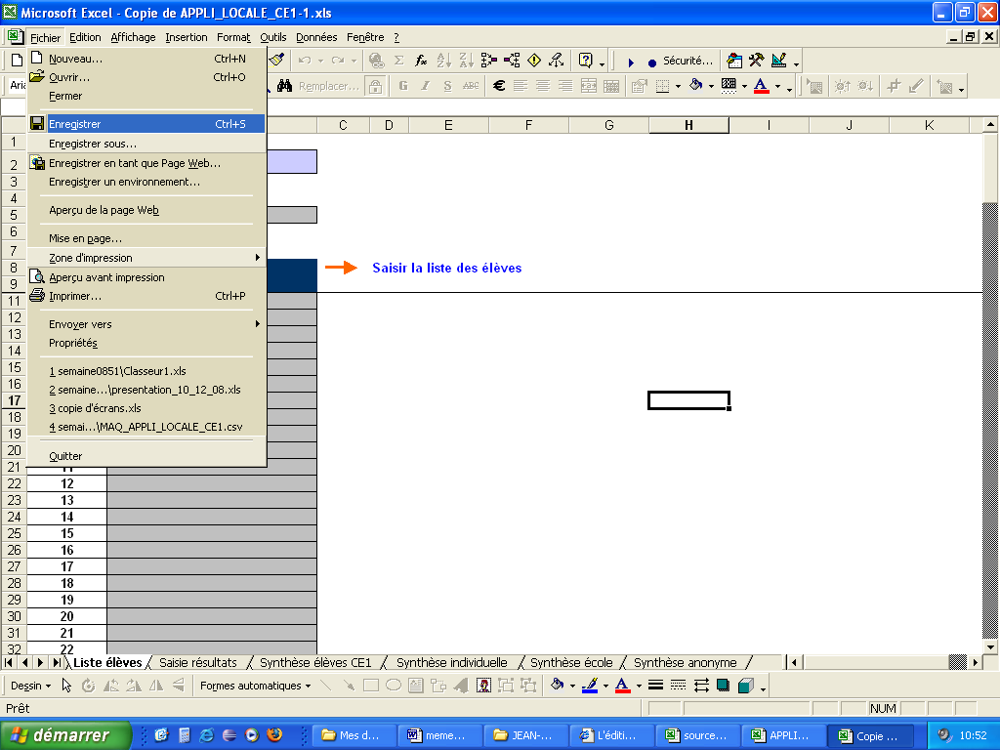 Microsoft Excel - Copie de APPLI_LOCALE_CE1-1.xls
Fichier Edition Affichage Insertion Format Outils Données Fenêtre ?
Sécurité...
Remplacer...
G I S ABC
Nouveau... Ctrl+N
Ouvrir... Ctrl+O
Fermer
Enregistrer Ctrl+S
Enregistrer sous...
Enregistrer en tant que Page Web...
Enregistrer un environnement...
Aperçu de la page Web
Mise en page...
Zone d'impression
Aperçu avant impression
Imprimer... Ctrl+P
Envoyer vers
Propriétés
1 semaine0851\Classeur1.xls
2 semaine...\presentation_10_12_08.xls
3 copie d'écrans.xls
4 semai...\MAQ_APPLI_LOCALE_CE1.csv
Quitter
C D E F G H I J K
1
2
3
4
5
6
7
8 Saisir la liste des élèves
9
11
12
13
14
15
16
17
18
19
20
21
22 12
23 13
24 14
25 15
26 16
27 17
28 18
29 19
30 20
31 21
32 22
Liste élèves Saisie résultats Synthèse élèves CE1 Synthèse individuelle Synthèse école Synthèse anonyme
Dessin Formes automatiques
Prêt NUM
démarrer Mes d... meme... JEAN-... L'éditi... source... APPLI... Copie ... 10:52